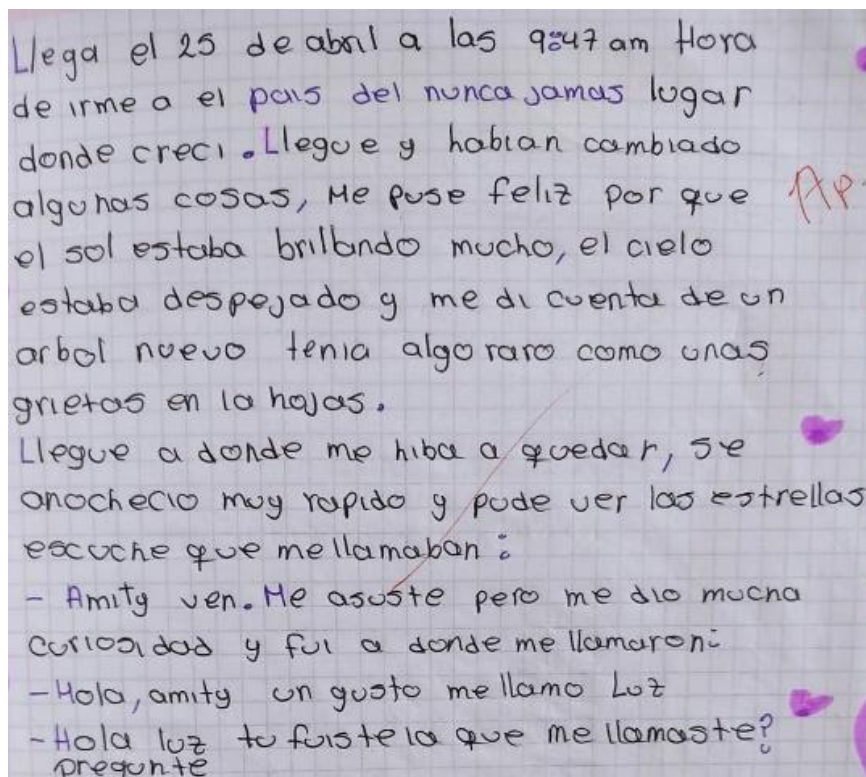 Llega el 25 de abril a las 9:47 am Hora
de irme a el pais del nunca jamas lugar
donde creci. Llegue y habian cambiado
algunas cosas, Me puse feliz por que
el sol estaba brillando mucho, el cielo
estaba despejado y me di cuenta de un
arbol nuevo tenia algo raro como unas
grietas en la hojas.
Llegue a donde me hiba a quedar, se
anochecio muy rapido y pude ver las estrellas
escuche que me llamaban:
- Amity ven. Me asuste pero me dio mucha
curiosidad y fui a donde me llamaron:
- Hola, amity un gusto me llamo Luz
- Hola luz tu fuiste la que me llamaste?
pregunte